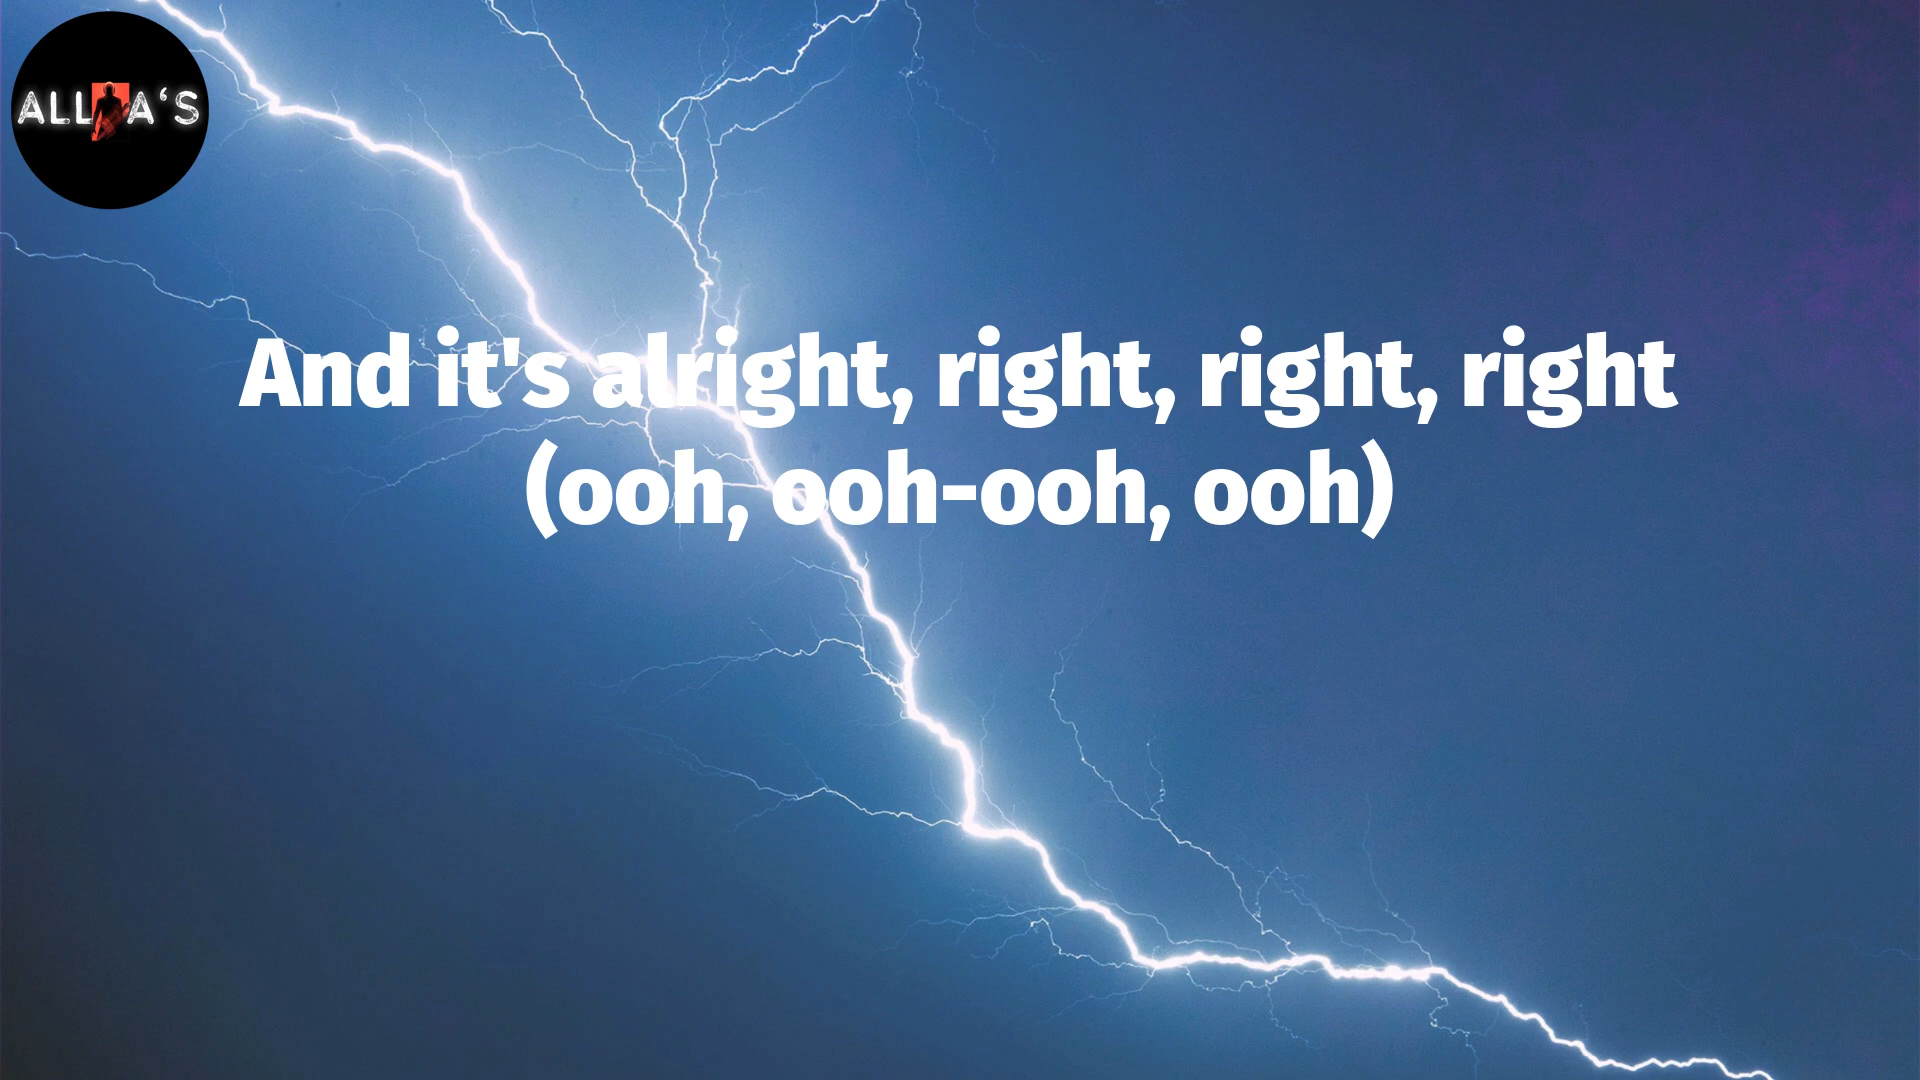 ALL A'S
And it's alright, right, right, right
(ooh, ooh-ooh, ooh)